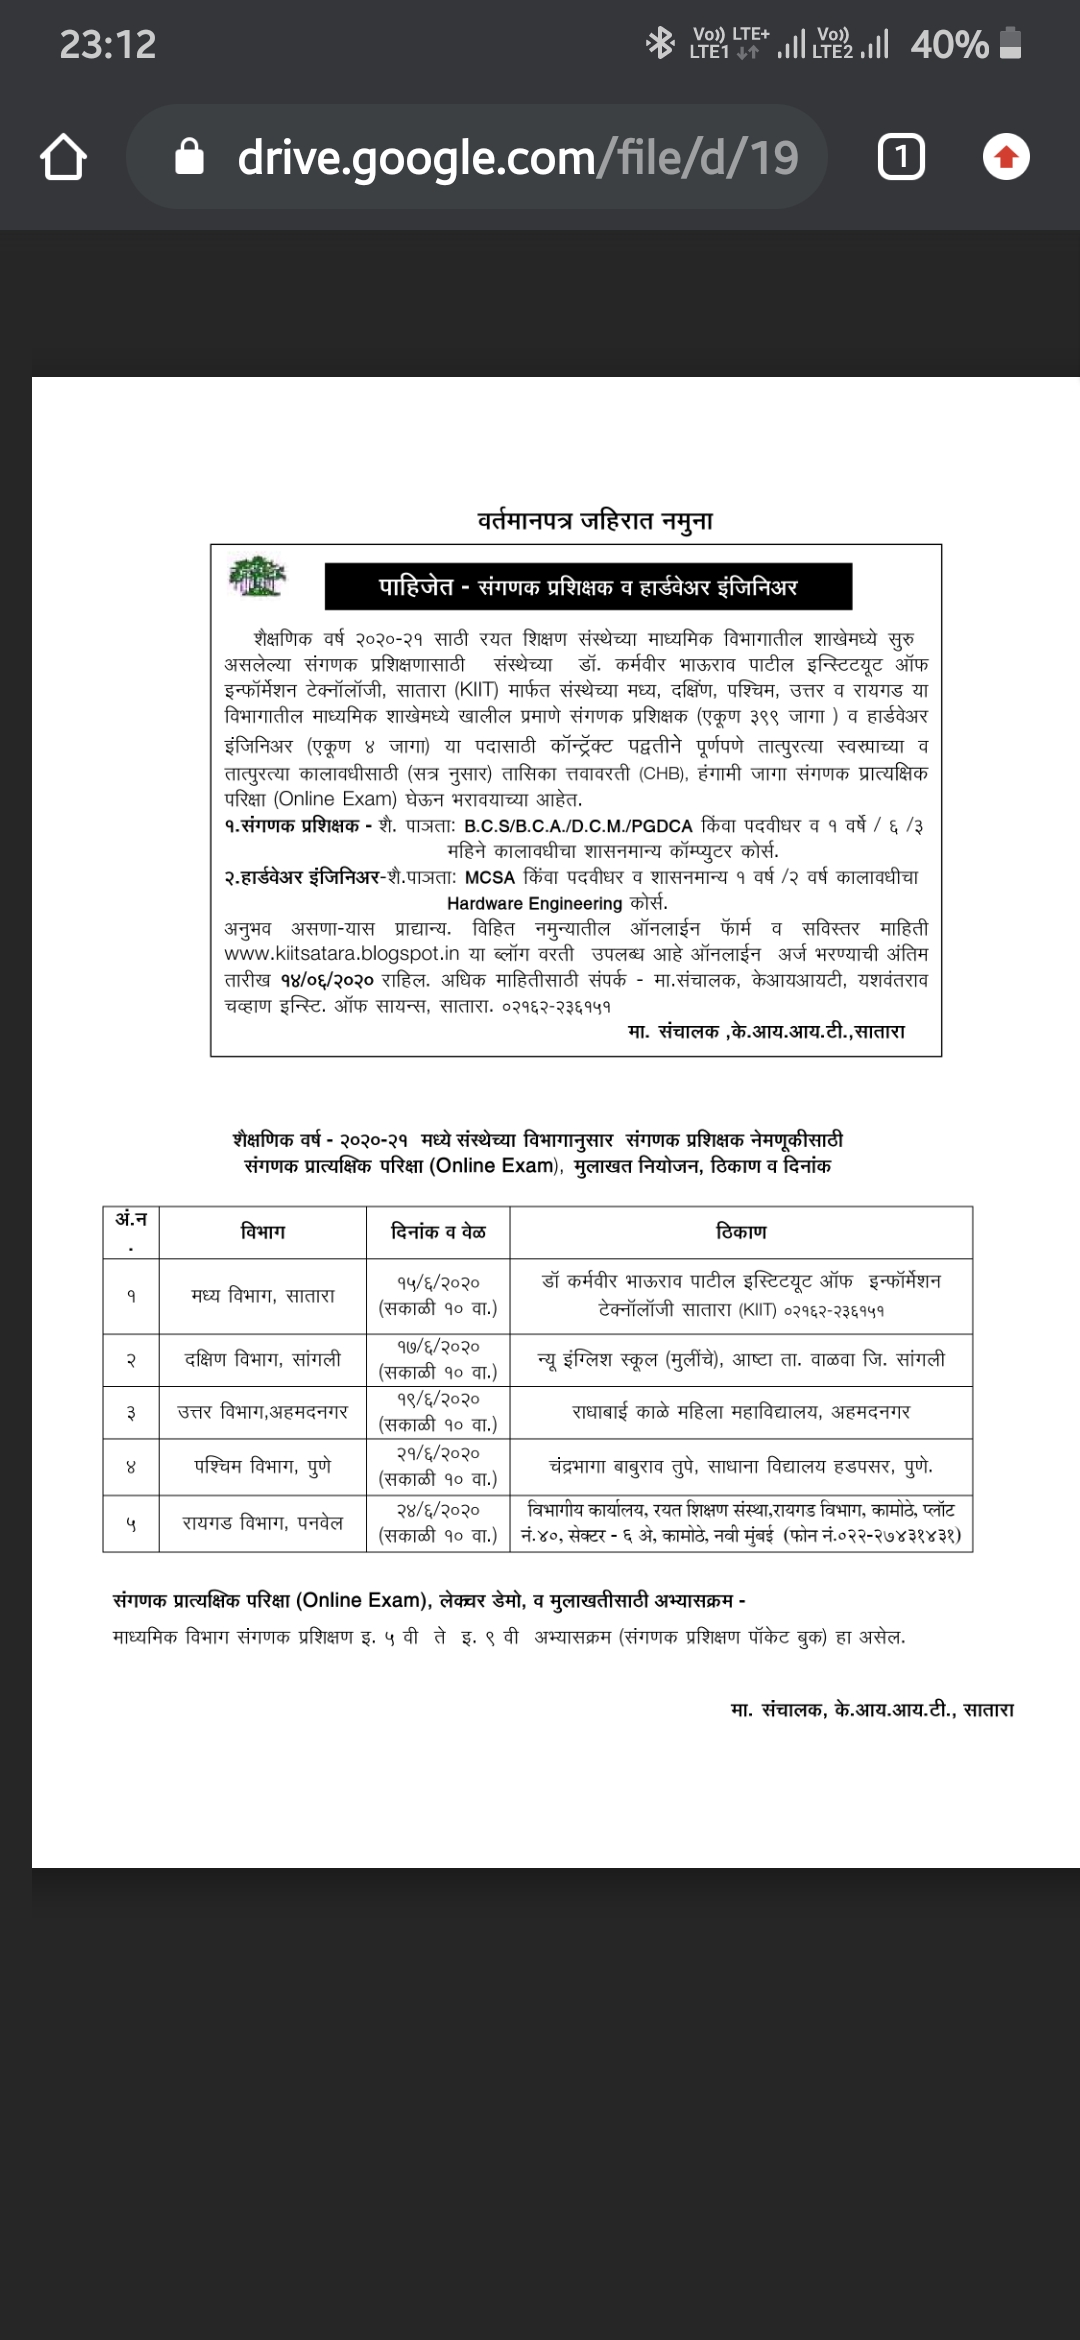 23:12
Vo)) LTE+
LTE1
Vo))
LTE2
40%
drive.google.com/file/d/19
1
वर्तमानपत्र जहिरात नमुना
पाहिजेत - संगणक प्रशिक्षक व हार्डवेअर इंजिनिअर
शैक्षणिक वर्ष २०२०-२१ साठी रयत शिक्षण संस्थेच्या माध्यमिक विभागातील शाखेमध्ये सुरु
असलेल्या संगणक प्रशिक्षणासाठी संस्थेच्या डॉ. कर्मवीर भाऊराव पाटील इन्स्टिटयूट ऑफ
इन्फॉर्मेशन टेक्नॉलॉजी, सातारा (KIIT) मार्फत संस्थेच्या मध्य, दक्षिंण, पश्चिम, उत्तर व रायगड या
विभागातील माध्यमिक शाखेमध्ये खालील प्रमाणे संगणक प्रशिक्षक (एकूण ३९९ जागा ) व हार्डवेअर
इंजिनिअर (एकूण ४ जागा) या पदासाठी कॉन्ट्रॅक्ट पद्वतीने पूर्णपणे तात्पुरत्या स्वरुपाच्या व
तात्पुरत्या कालावधीसाठी (सत्र नुसार) तासिका त्तवावरती (CHB), हंगामी जागा संगणक प्रात्यक्षिक
परिक्षा (Online Exam) घेऊन भरावयाच्या आहेत.
१.संगणक प्रशिक्षक - शै. पात्रताः B.C.S/B.C.A./D.C.M./PGDCA किंवा पदवीधर व १ वर्षे / ६ /३
महिने कालावधीचा शासनमान्य कॉम्प्युटर कोर्स.
२.हार्डवेअर इंजिनिअर-शै.पात्रताः MCSA किंवा पदवीधर व शासनमान्य १ वर्ष /२ वर्ष कालावधीचा
Hardware Engineering कोर्स.
अनुभव असणा-यास प्राद्यान्य. विहित नमुन्यातील ऑनलाईन फॅार्म व सविस्तर माहिती
www.kiitsatara.blogspot.in या ब्लॉग वरती उपलब्ध आहे ऑनलाईन अर्ज भरण्याची अंतिम
तारीख १४/०६/२०२० राहिल. अधिक माहितीसाठी संपर्क - मा.संचालक, केआयआयटी, यशवंतराव
चव्हाण इन्स्टि. ऑफ सायन्स, सातारा. ०२१६२-२३६१५१
मा. संचालक ,के.आय.आय.टी.,सातारा
शैक्षणिक वर्ष - २०२०-२१ मध्ये संस्थेच्या विभागानुसार संगणक प्रशिक्षक नेमणूकीसाठी
संगणक प्रात्यक्षिक परिक्षा (Online Exam), मुलाखत नियोजन, ठिकाण व दिनांक
अं.न
. विभाग दिनांक व वेळ ठिकाण
१ मध्य विभाग, सातारा १५/६/२०२० (सकाळी १० वा.) डॉ कर्मवीर भाऊराव पाटील इस्टिटयूट ऑफ इन्फॉर्मेशन
टेक्नॉलॉजी सातारा (KIIT) ०२१६२-२३६१५१
२ दक्षिण विभाग, सांगली १७/६/२०२० (सकाळी १० वा.) न्यू इंग्लिश स्कूल (मुलींचे), आष्टा ता. वाळवा जि. सांगली
३ उत्तर विभाग,अहमदनगर १९/६/२०२० (सकाळी १० वा.) राधाबाई काळे महिला महाविद्यालय, अहमदनगर
४ पश्चिम विभाग, पुणे २१/६/२०२० (सकाळी १० वा.) चंद्रभागा बाबुराव तुपे, साधाना विद्यालय हडपसर, पुणे.
५ रायगड विभाग, पनवेल २४/६/२०२० (सकाळी १० वा.) विभागीय कार्यालय, रयत शिक्षण संस्था,रायगड विभाग, कामोठे, प्लॉट
नं.४०, सेक्टर - ६ अे, कामोठे, नवी मुंबई (फोन नं.०२२-२७४३१४३१)
संगणक प्रात्यक्षिक परिक्षा (Online Exam), लेक्चर डेमो, व मुलाखतीसाठी अभ्यासक्रम -
माध्यमिक विभाग संगणक प्रशिक्षण इ. ५ वी ते इ. ९ वी अभ्यासक्रम (संगणक प्रशिक्षण पॉकेट बुक) हा असेल.
मा. संचालक, के.आय.आय.टी., सातारा